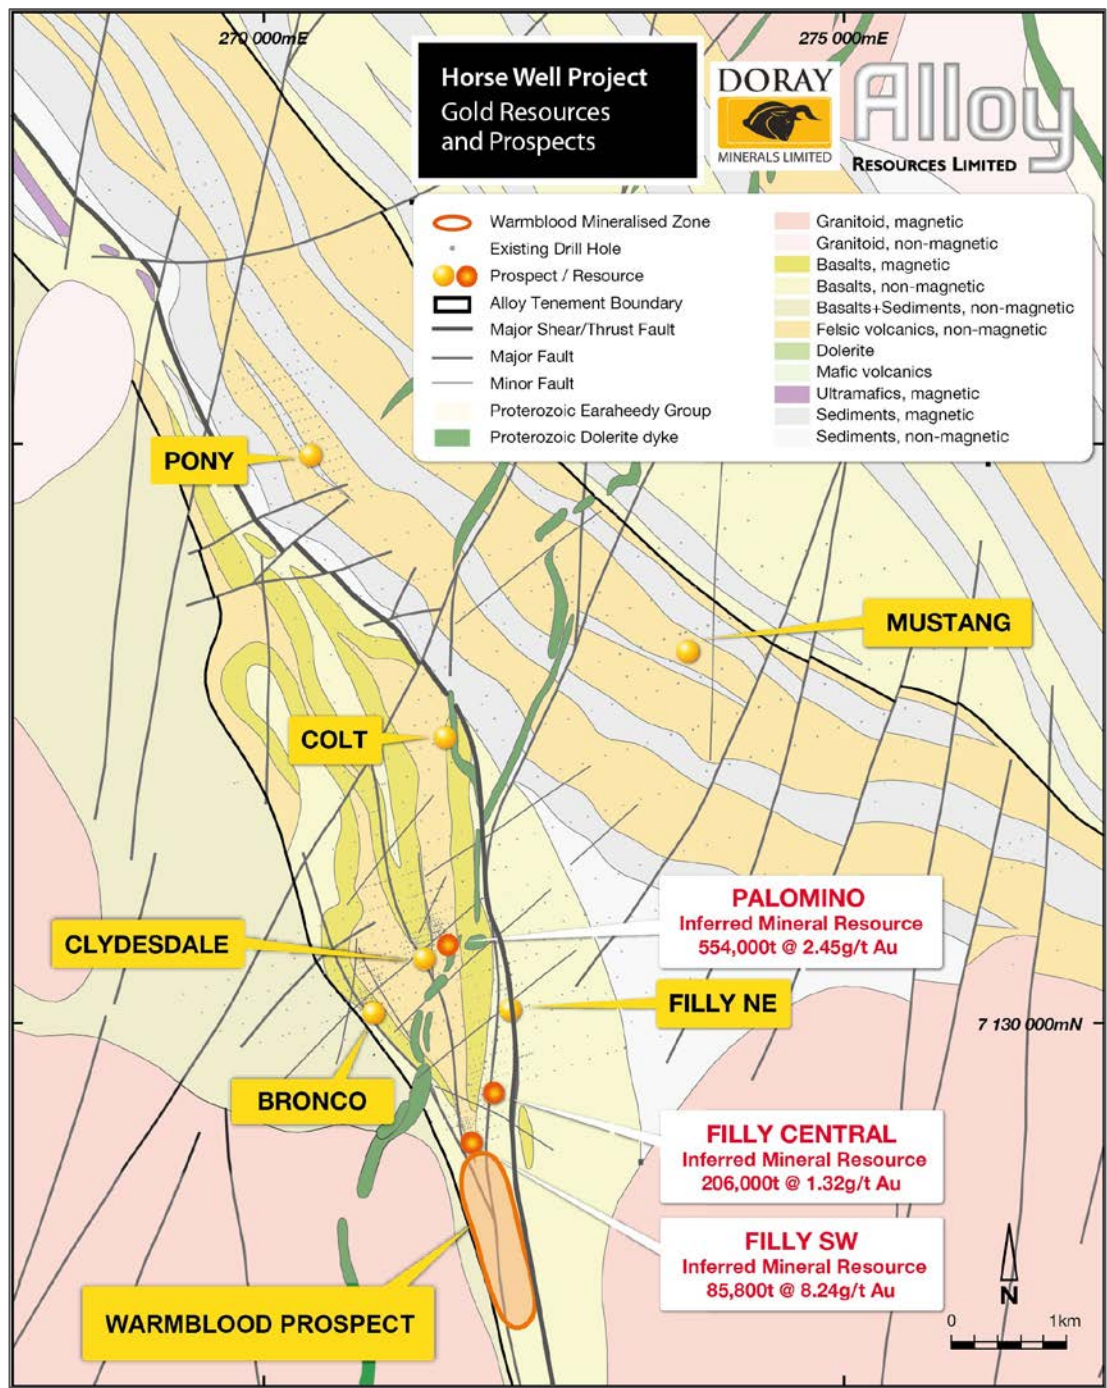 270 000mE
275 000mE
Horse Well Project
Gold Resources
and Prospects
DORAY
MINERALS LIMITED
Alloy
RESOURCES LIMITED
Warmblood Mineralised Zone
Existing Drill Hole
Prospect / Resource
Alloy Tenement Boundary
Major Shear/Thrust Fault
Major Fault
Minor Fault
Proterozoic Earaheedy Group
Proterozoic Dolerite dyke
Granitoid, magnetic
Granitoid, non-magnetic
Basalts, magnetic
Basalts, non-magnetic
Basalts+Sediments, non-magnetic
Felsic volcanics, non-magnetic
Dolerite
Mafic volcanics
Ultramafics, magnetic
Sediments, magnetic
Sediments, non-magnetic
PONY
MUSTANG
COLT
PALOMINO
Inferred Mineral Resource
554,000t @ 2.45g/t Au
CLYDESDALE
FILLY NE
7 130 000mN
BRONCO
FILLY CENTRAL
Inferred Mineral Resource
206,000t @ 1.32g/t Au
FILLY SW
Inferred Mineral Resource
85,800t @ 8.24g/t Au
WARMBLOOD PROSPECT
N
0 1km